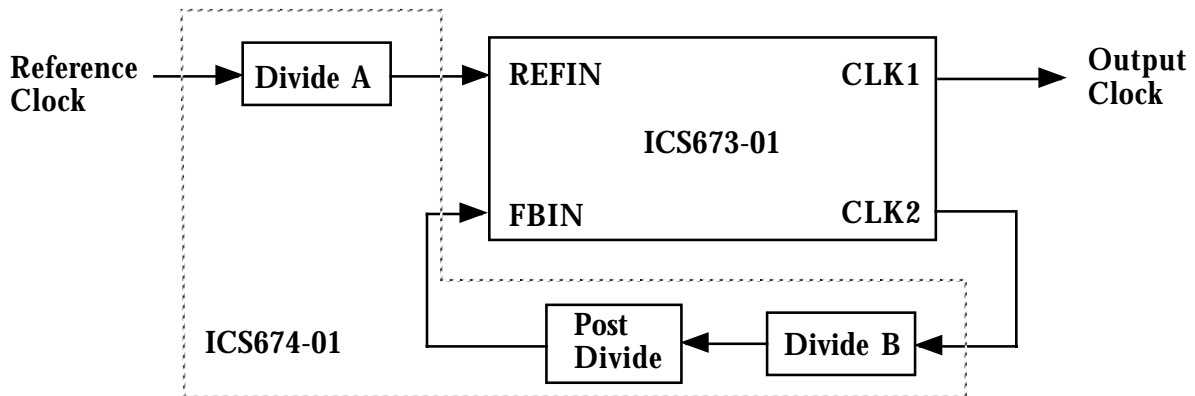 Reference
Clock
Divide A
REFIN
CLK1
Output
Clock
ICS673-01
FBIN
CLK2
ICS674-01
Post
Divide
Divide B